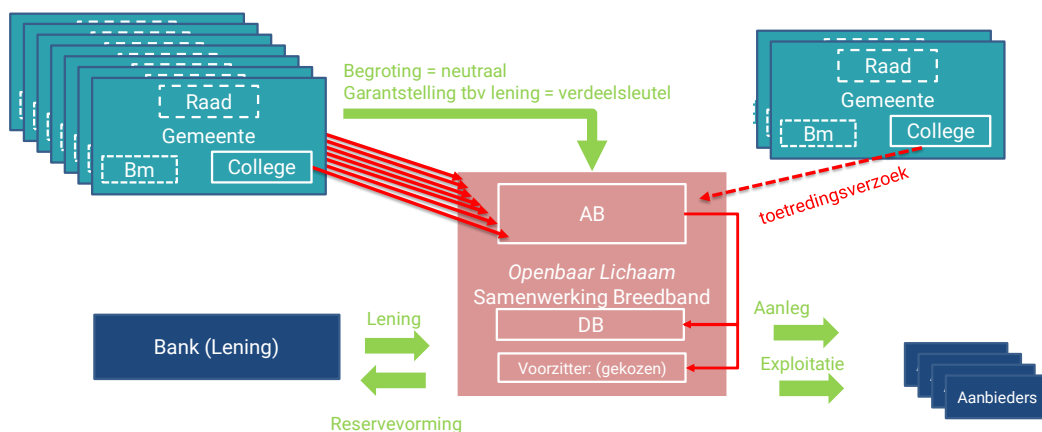 Raad
Gemeente
Bm
College
Begroting = neutraal
Garantstelling tbv lening = verdeelsleutel
Raad
Gemeente
Bm
College
toetredingsverzoek
AB
Openbaar Lichaam
Samenwerking Breedband
DB
Voorzitter: (gekozen)
Bank (Lening)
Lening
Reservevorming
Aanleg
Exploitatie
Aanbieders